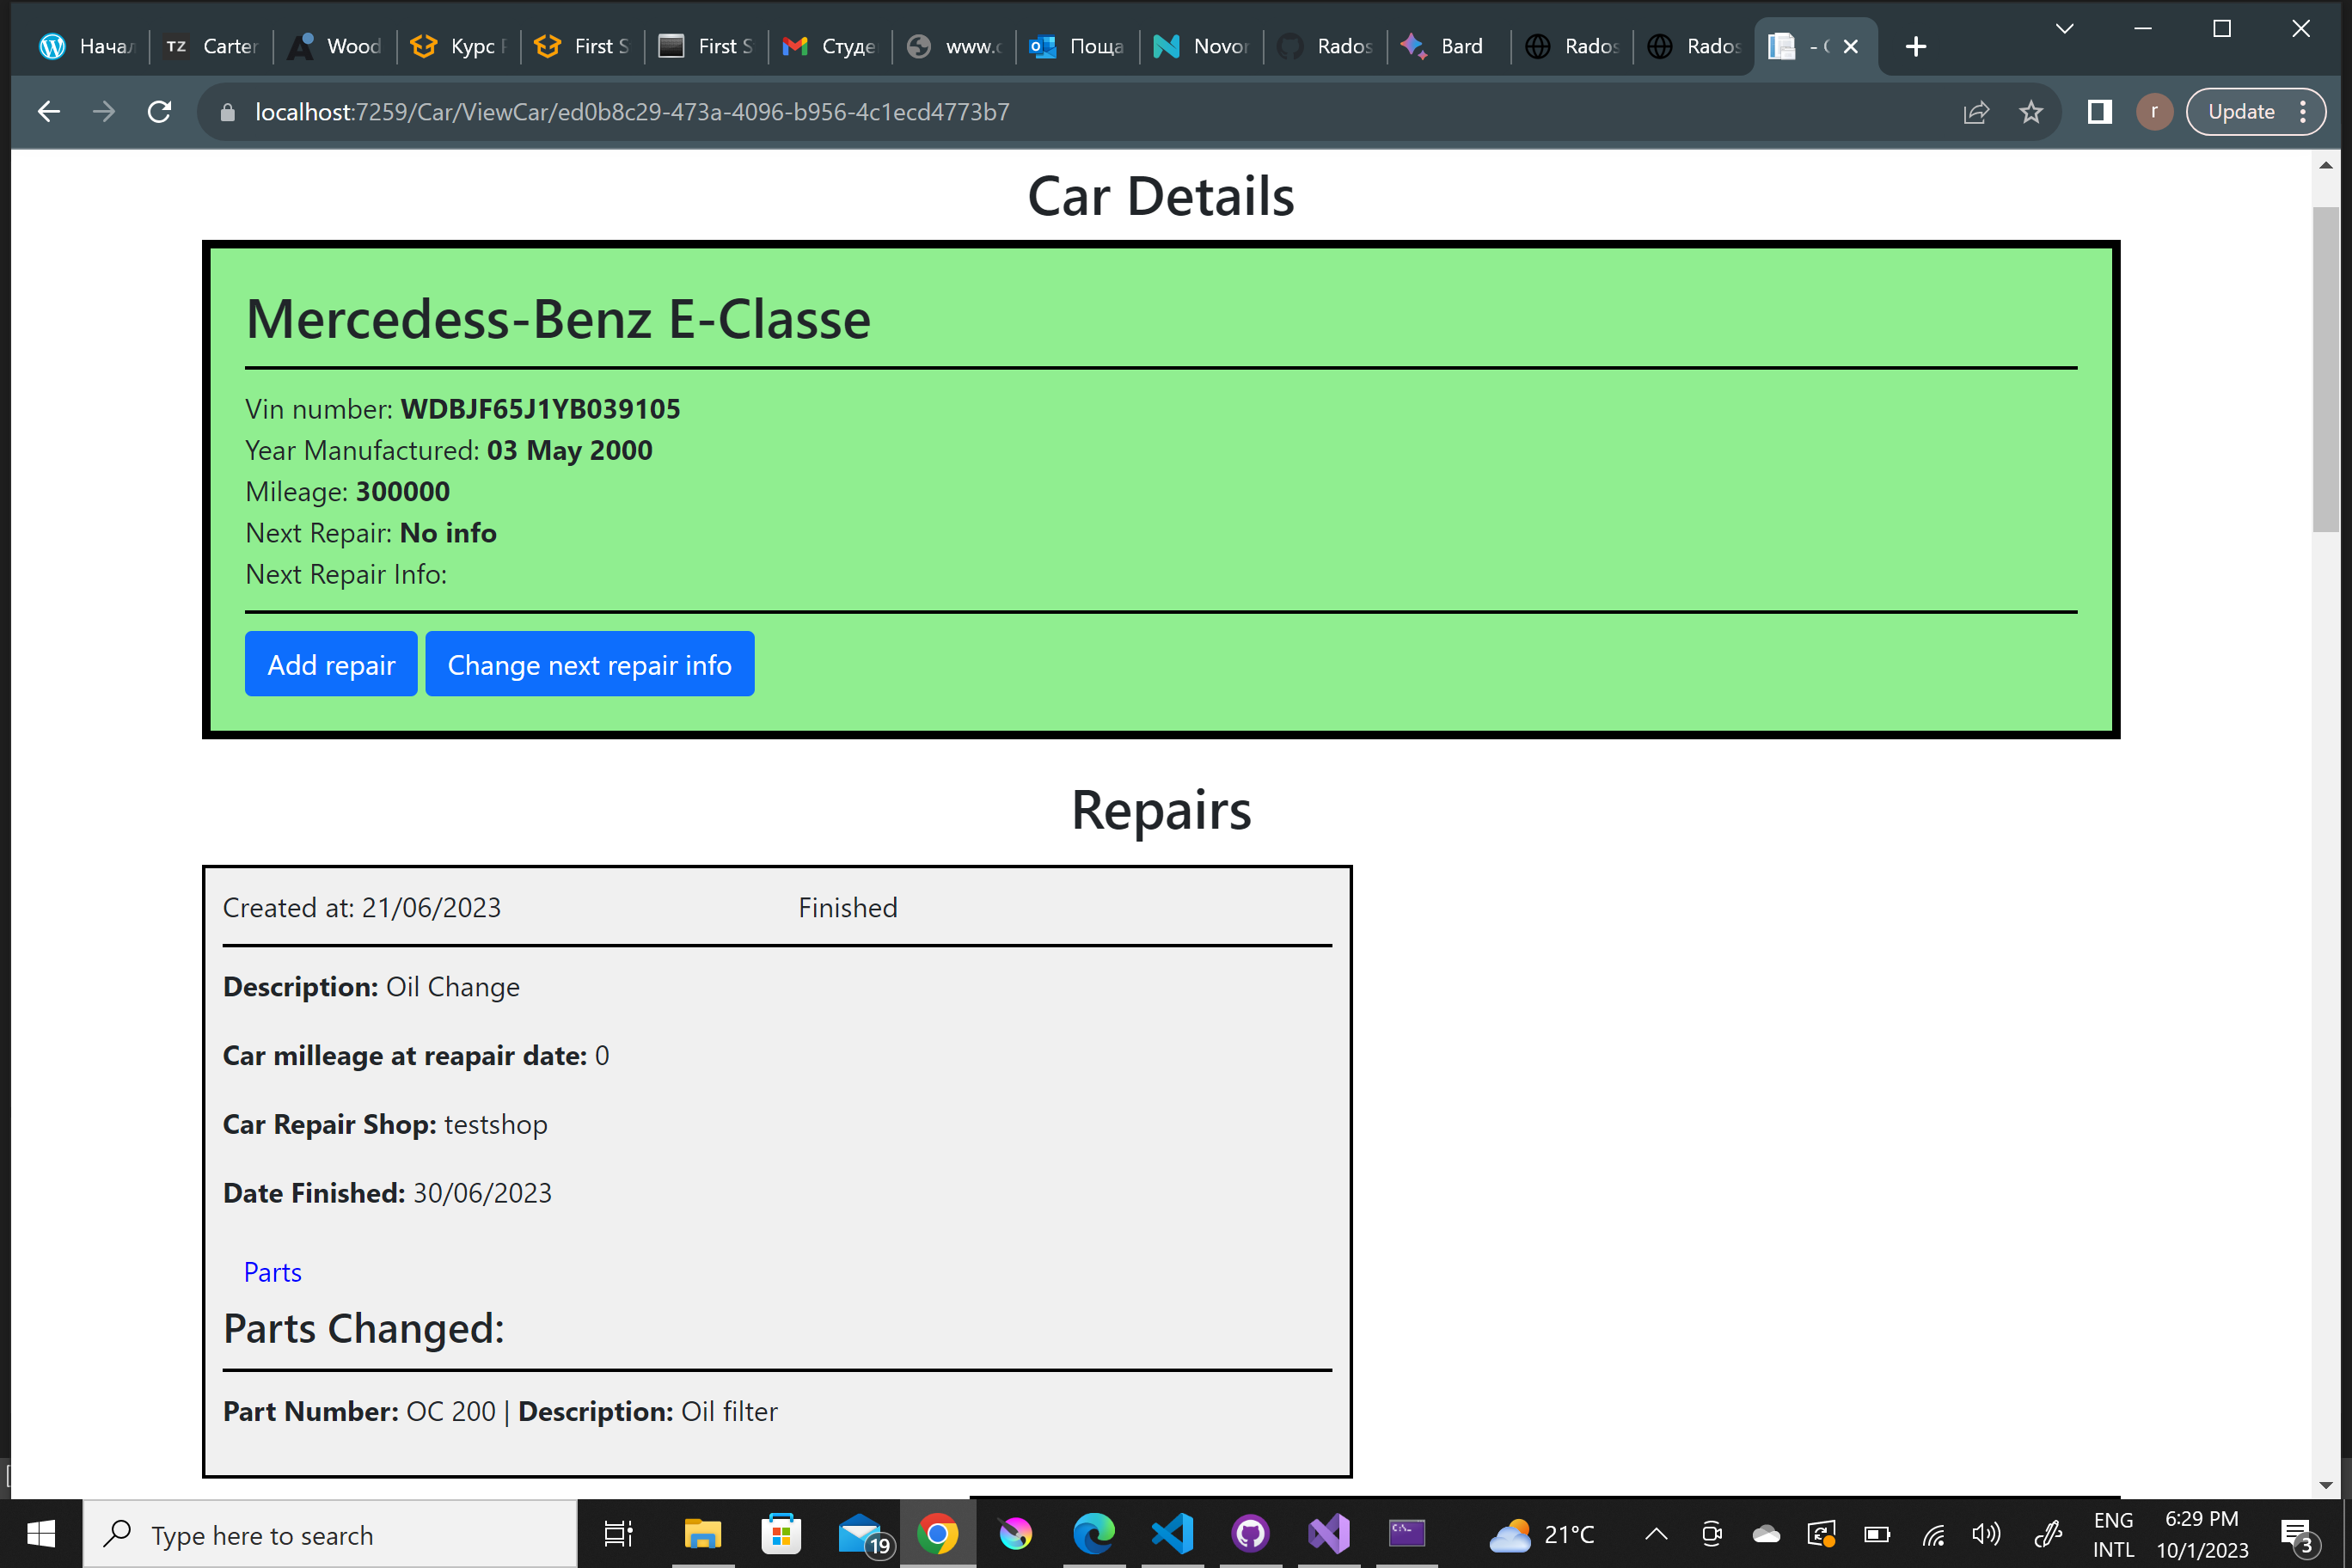 Начал
TZ Carter
Wood
Курс
First S
First S
Студе
www.
Поща
Novor
Rados
Bard
Rados
Rados
localhost:7259/Car/ViewCar/ed0b8c29-473a-4096-b956-4c1ecd4773b7
r
Update
Car Details
Mercedess-Benz E-Classe
Vin number: WDBJF65J1YB039105
Year Manufactured: 03 May 2000
Mileage: 300000
Next Repair: No info
Next Repair Info:
Add repair
Change next repair info
Repairs
Created at: 21/06/2023 Finished
Description: Oil Change
Car milleage at reapair date: 0
Car Repair Shop: testshop
Date Finished: 30/06/2023
Parts
Parts Changed:
Part Number: OC 200 | Description: Oil filter
Type here to search
19
21°C
ENG
INTL
6:29 PM
10/1/2023
3